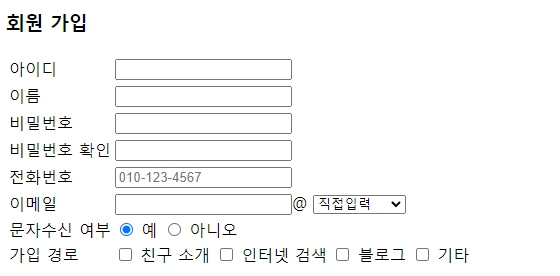 회원 가입
아이디
이름
비밀번호
비밀번호 확인
전화번호 010-123-4567
이메일 @ 직접입력
문자수신 여부 예 아니오
가입 경로 친구 소개 인터넷 검색 블로그 기타